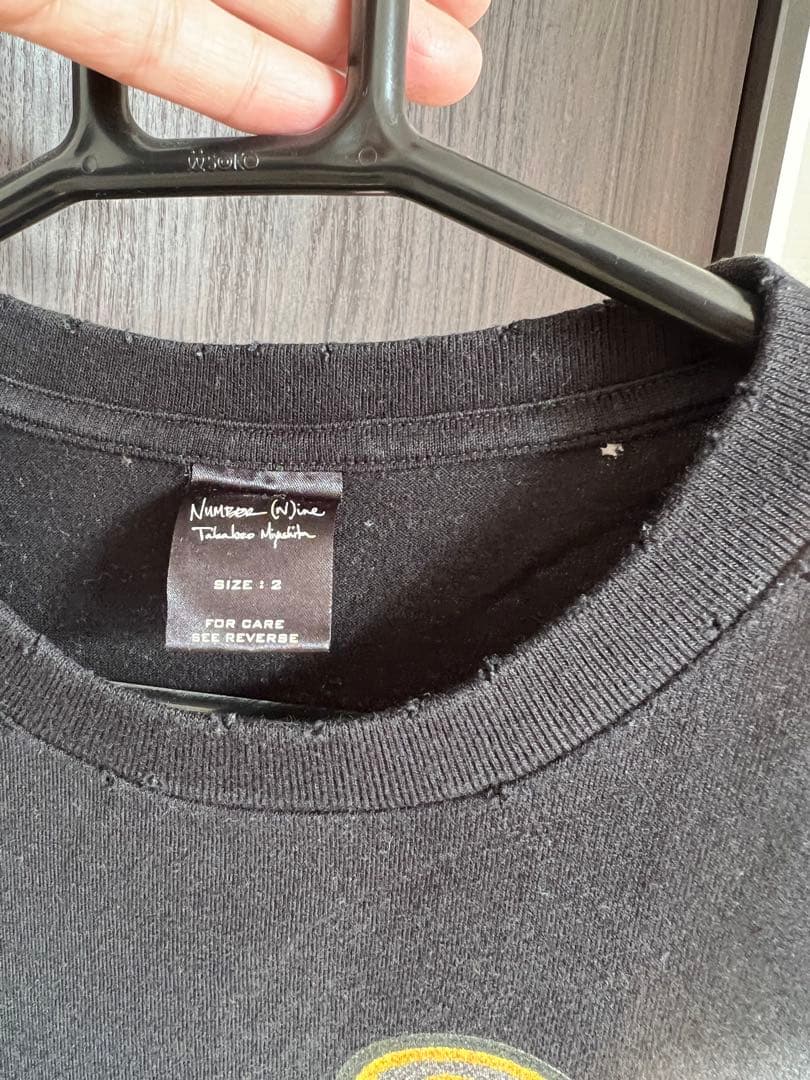 NUMBER (N)ine
Takahiro Miyashita
SIZE : 2
FOR CARE
SEE REVERSE